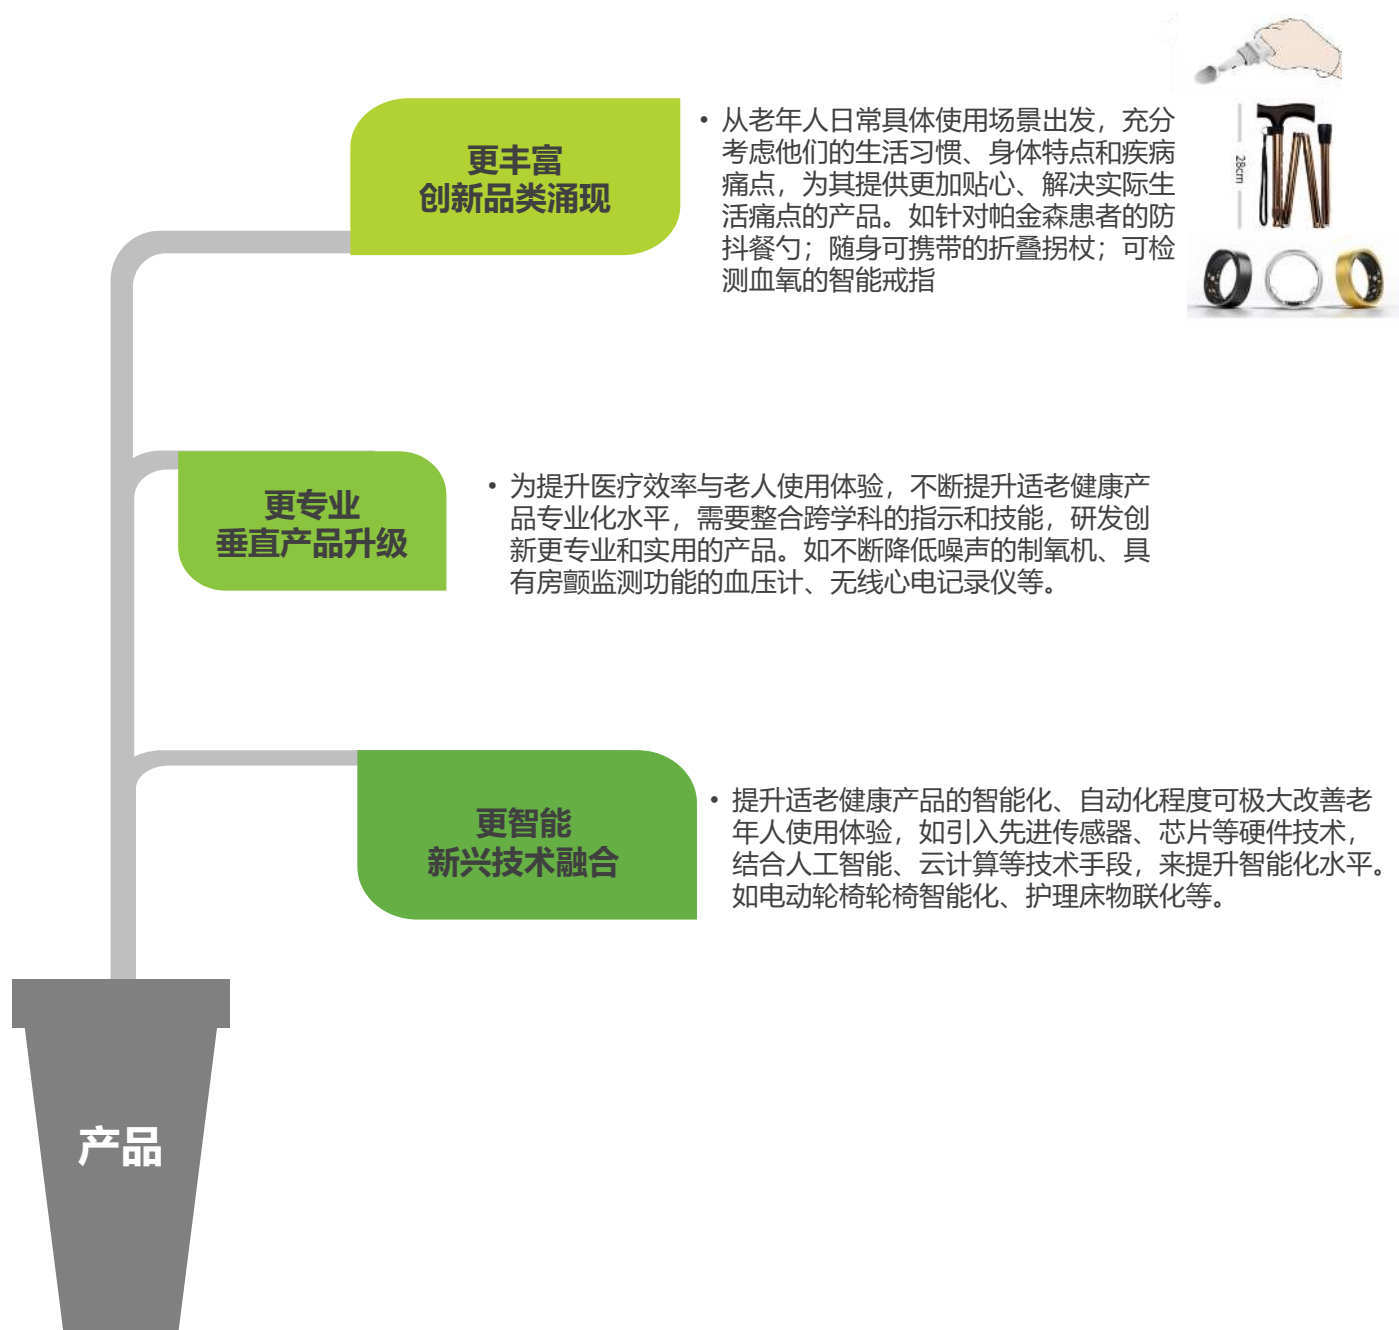 更丰富
创新品类涌现
• 从老年人日常具体使用场景出发，充分
考虑他们的生活习惯、身体特点和疾病
痛点，为其提供更加贴心、解决实际生
活痛点的产品。如针对帕金森患者的防
抖餐勺；随身可携带的折叠拐杖；可检
测血氧的智能戒指
28cm
更专业
垂直产品升级
• 为提升医疗效率与老人使用体验，不断提升适老健康产
品专业化水平，需要整合跨学科的指示和技能，研发创
新更专业和实用的产品。如不断降低噪声的制氧机、具
有房颤监测功能的血压计、无线心电记录仪等。
更智能
新兴技术融合
• 提升适老健康产品的智能化、自动化程度可极大改善老
年人使用体验，如引入先进传感器、芯片等硬件技术，
结合人工智能、云计算等技术手段，来提升智能化水平。
如电动轮椅轮椅智能化、护理床物联化等。
产品